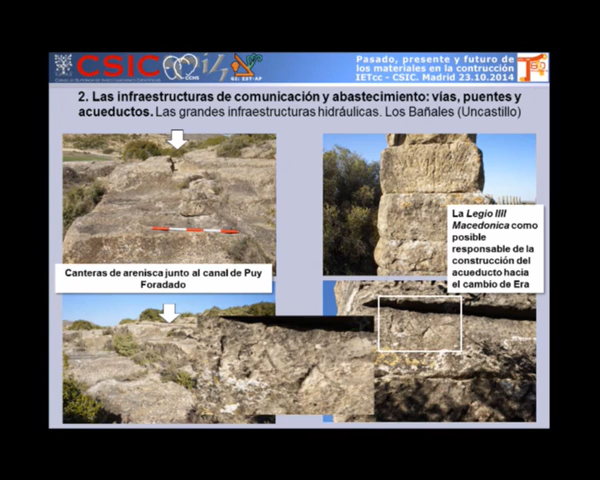 CSIC
Pasado, presente y futuro de
los materiales en la contrucción
IETcc - CSIC. Madrid 23.10.2014
2. Las infraestructuras de comunicación y abastecimiento: vías, puentes y
acueductos. Las grandes infraestructuras hidráulicas. Los Bañales (Uncastillo)
La Legio IIII
Macedonica como
posible
responsable de la
construcción del
acueducto hacia
el cambio de Era
Canteras de arenisca junto al canal de Puy
Foradado